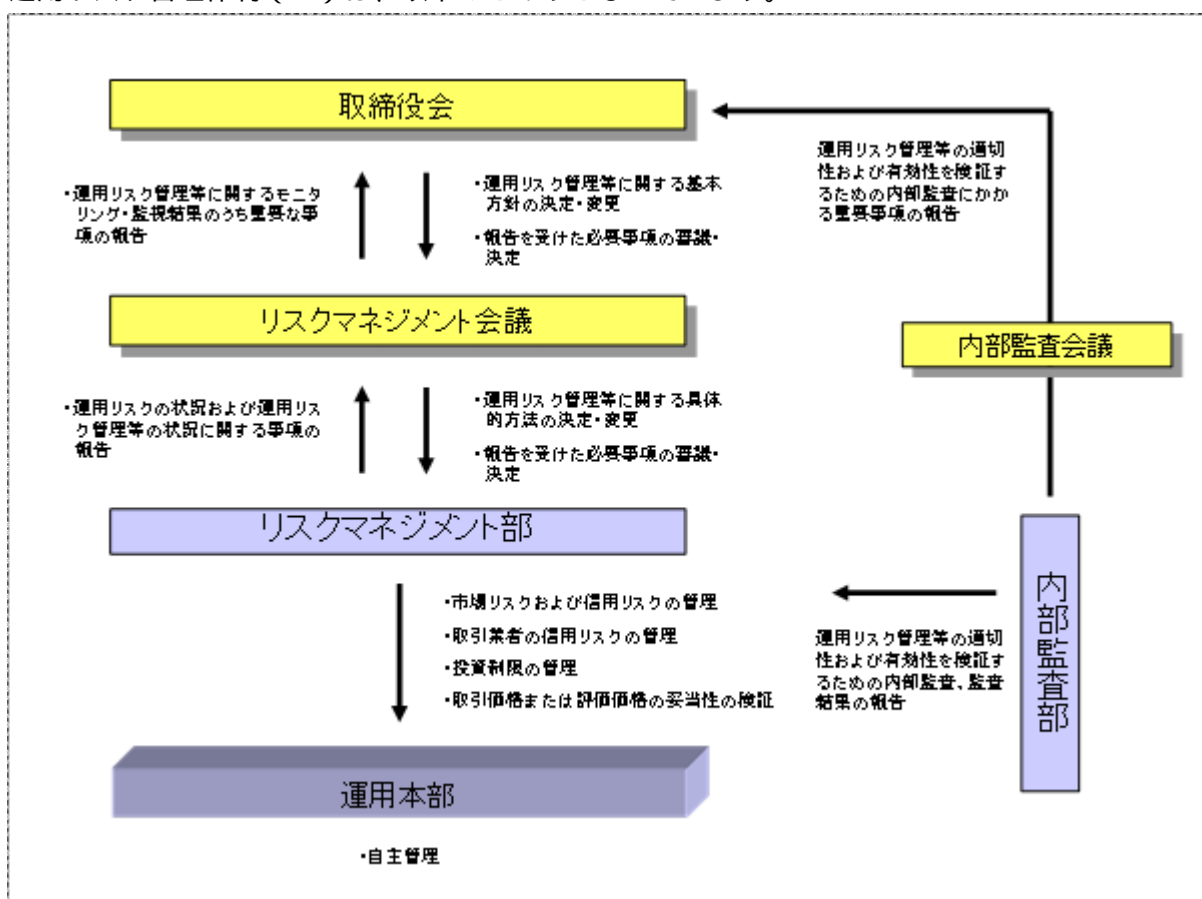 取締役会
・運用リスク管理等に関するモニ
タリング・監視結果のうち重要な事
項の報告
・運用リスク管理等に関する基本
方針の決定・変更
・報告を受けた必要事項の審議・
決定
運用リスク管理等の適切
性および有効性を検証す
るための内部監査にかか
る重要事項の報告
リスクマネジメント会議
内部監査会議
・運用リスクの状況および運用リス
ク管理等の状況に関する事項の
報告
・運用リスク管理等に関する具体
的方法の決定・変更
・報告を受けた必要事項の審議・
決定
リスクマネジメント部
内部監査部
・市場リスクおよび信用リスクの管理
・取引業者の信用リスクの管理
・投資制限の管理
・取引価格または評価価格の妥当性の検証
運用リスク管理等の適切
性および有効性を検証す
るための内部監査、監査
結果の報告
運用本部
・自主管理